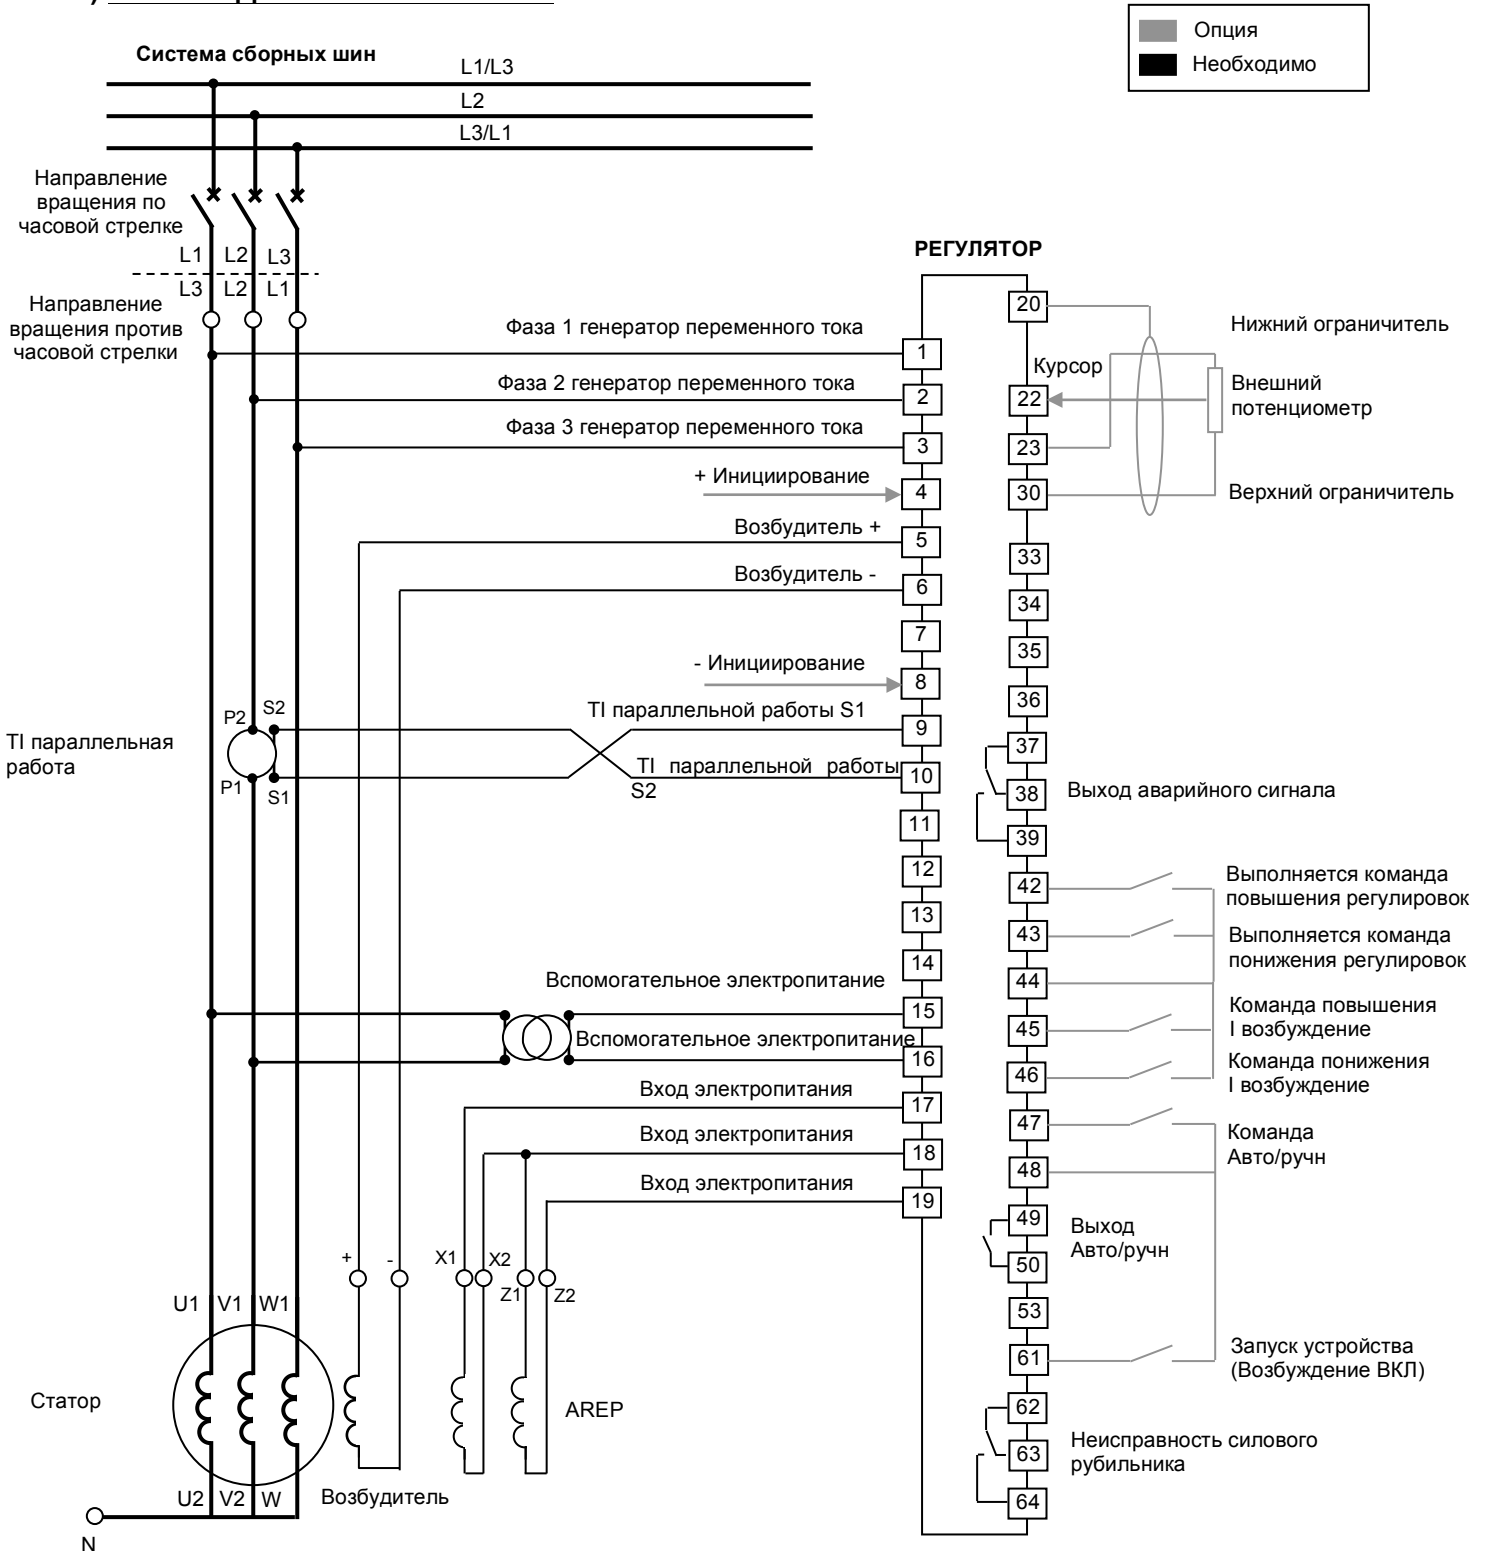 Опция
Необходимо
Система сборных шин
L1/L3
L2
L3/L1
Направление
вращения по
часовой стрелке
L1 L2 L3
L3 L2 L1
Направление
вращения против
часовой стрелки
РЕГУЛЯТОР
Фаза 1 генератор переменного тока
1
Фаза 2 генератор переменного тока
2
Фаза 3 генератор переменного тока
3
+ Инициирование
4
Возбудитель +
5
Возбудитель -
6
7
- Инициирование
8
TI параллельной работы S1
9
TI параллельной работы
S2
10
P2 S2
TI параллельная
работа
P1 S1
11
12
13
14
Вспомогательное электропитание
15
Вспомогательное электропитание
16
Вход электропитания
17
Вход электропитания
18
Вход электропитания
19
20
Нижний ограничитель
Курсор
22
Внешний
потенциометр
23
30
Верхний ограничитель
33
34
35
36
37
38
Выход аварийного сигнала
39
42
Выполняется команда
повышения регулировок
43
Выполняется команда
понижения регулировок
44
45
Команда повышения
I возбуждение
46
Команда понижения
I возбуждение
47
Команда
Авто/ручн
48
49
Выход
Авто/ручн
50
53
61
Запуск устройства
(Возбуждение ВКЛ)
62
63
Неисправность силового
рубильника
64
+ - X1 X2
Z1 Z2
U1 V1 W1
Статор
AREP
U2 V2 W
Возбудитель
N